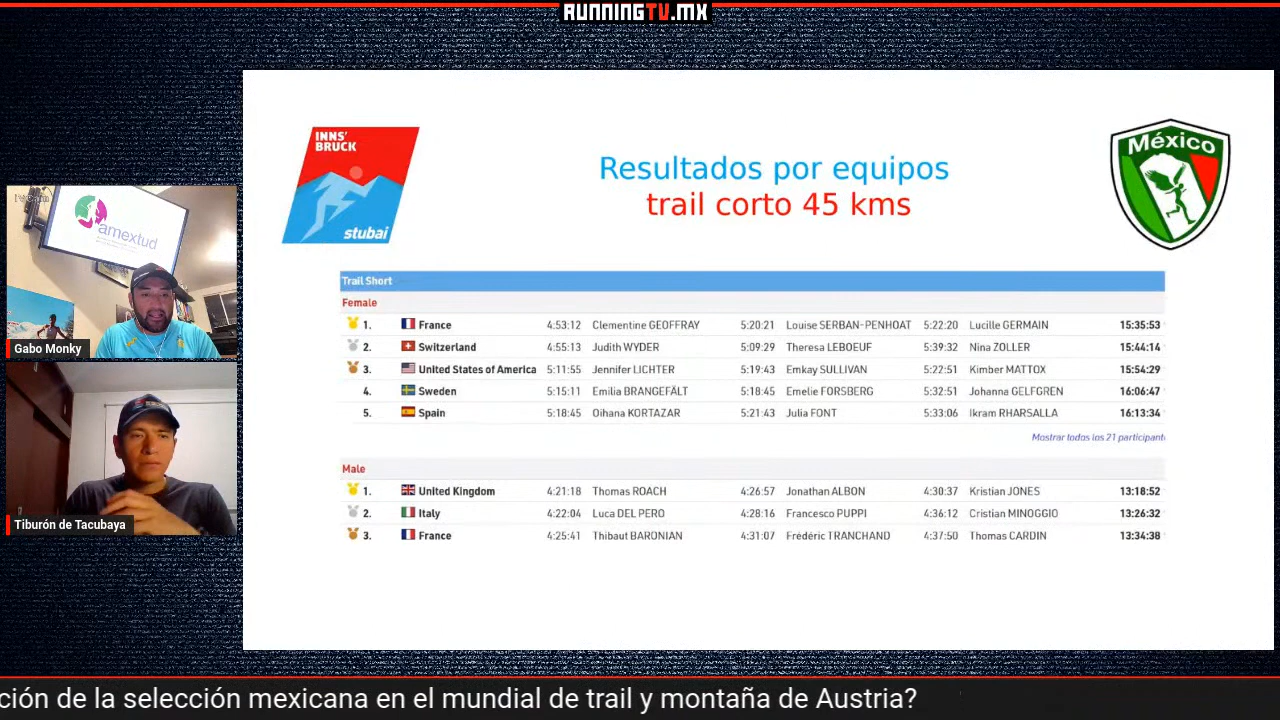 RUNNINGTV.MX
INNS'
BRUCK
stubai
Resultados por equipos
trail corto 45 kms
México
amextud
Gabo Monky
Tiburón de Tacubaya
Trail Short
Female
1. France 4:53:12 Clementine GEOFFRAY 5:20:21 Louise SERBAN-PENHOAT 5:22:20 Lucille GERMAIN 15:35:53
2. Switzerland 4:55:13 Judith WYDER 5:09:29 Theresa LEBOEUF 5:39:32 Nina ZOLLER 15:44:14
3. United States of America 5:11:55 Jennifer LICHTER 5:19:43 Emkay SULLIVAN 5:22:51 Kimber MATTOX 15:54:29
4. Sweden 5:15:11 Emilia BRANGEFÄLT 5:18:45 Emelie FORSBERG 5:32:51 Johanna GELFGREN 16:06:47
5. Spain 5:18:45 Oihana KORTAZAR 5:21:43 Julia FONT 5:33:06 Ikram RHARSALLA 16:13:34
Mostrar todos los 21 participant
Male
1. United Kingdom 4:21:18 Thomas ROACH 4:26:57 Jonathan ALBON 4:30:37 Kristian JONES 13:18:52
2. Italy 4:22:04 Luca DEL PERO 4:28:16 Francesco PUPPI 4:36:12 Cristian MINOGGIO 13:26:32
3. France 4:25:41 Thibaut BARONIAN 4:31:07 Frédéric TRANCHAND 4:37:50 Thomas CARDIN 13:34:38
ción de la selección mexicana en el mundial de trail y montaña de Austria?